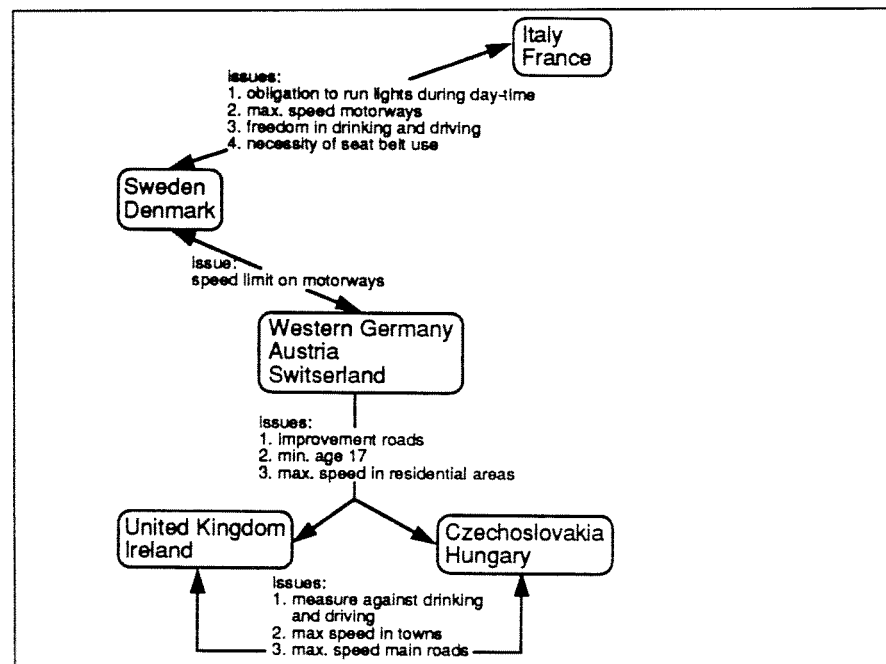 Italy
France
issues:
1. obligation to run lights during day-time
2. max. speed motorways
3. freedom in drinking and driving
4. necessity of seat belt use
Sweden
Denmark
issue:
speed limit on motorways
Western Germany
Austria
Switserland
issues:
1. improvement roads
2. min. age 17
3. max. speed in residential areas
United Kingdom
Ireland
Czechoslovakia
Hungary
issues:
1. measure against drinking
and driving
2. max speed in towns
3. max. speed main roads